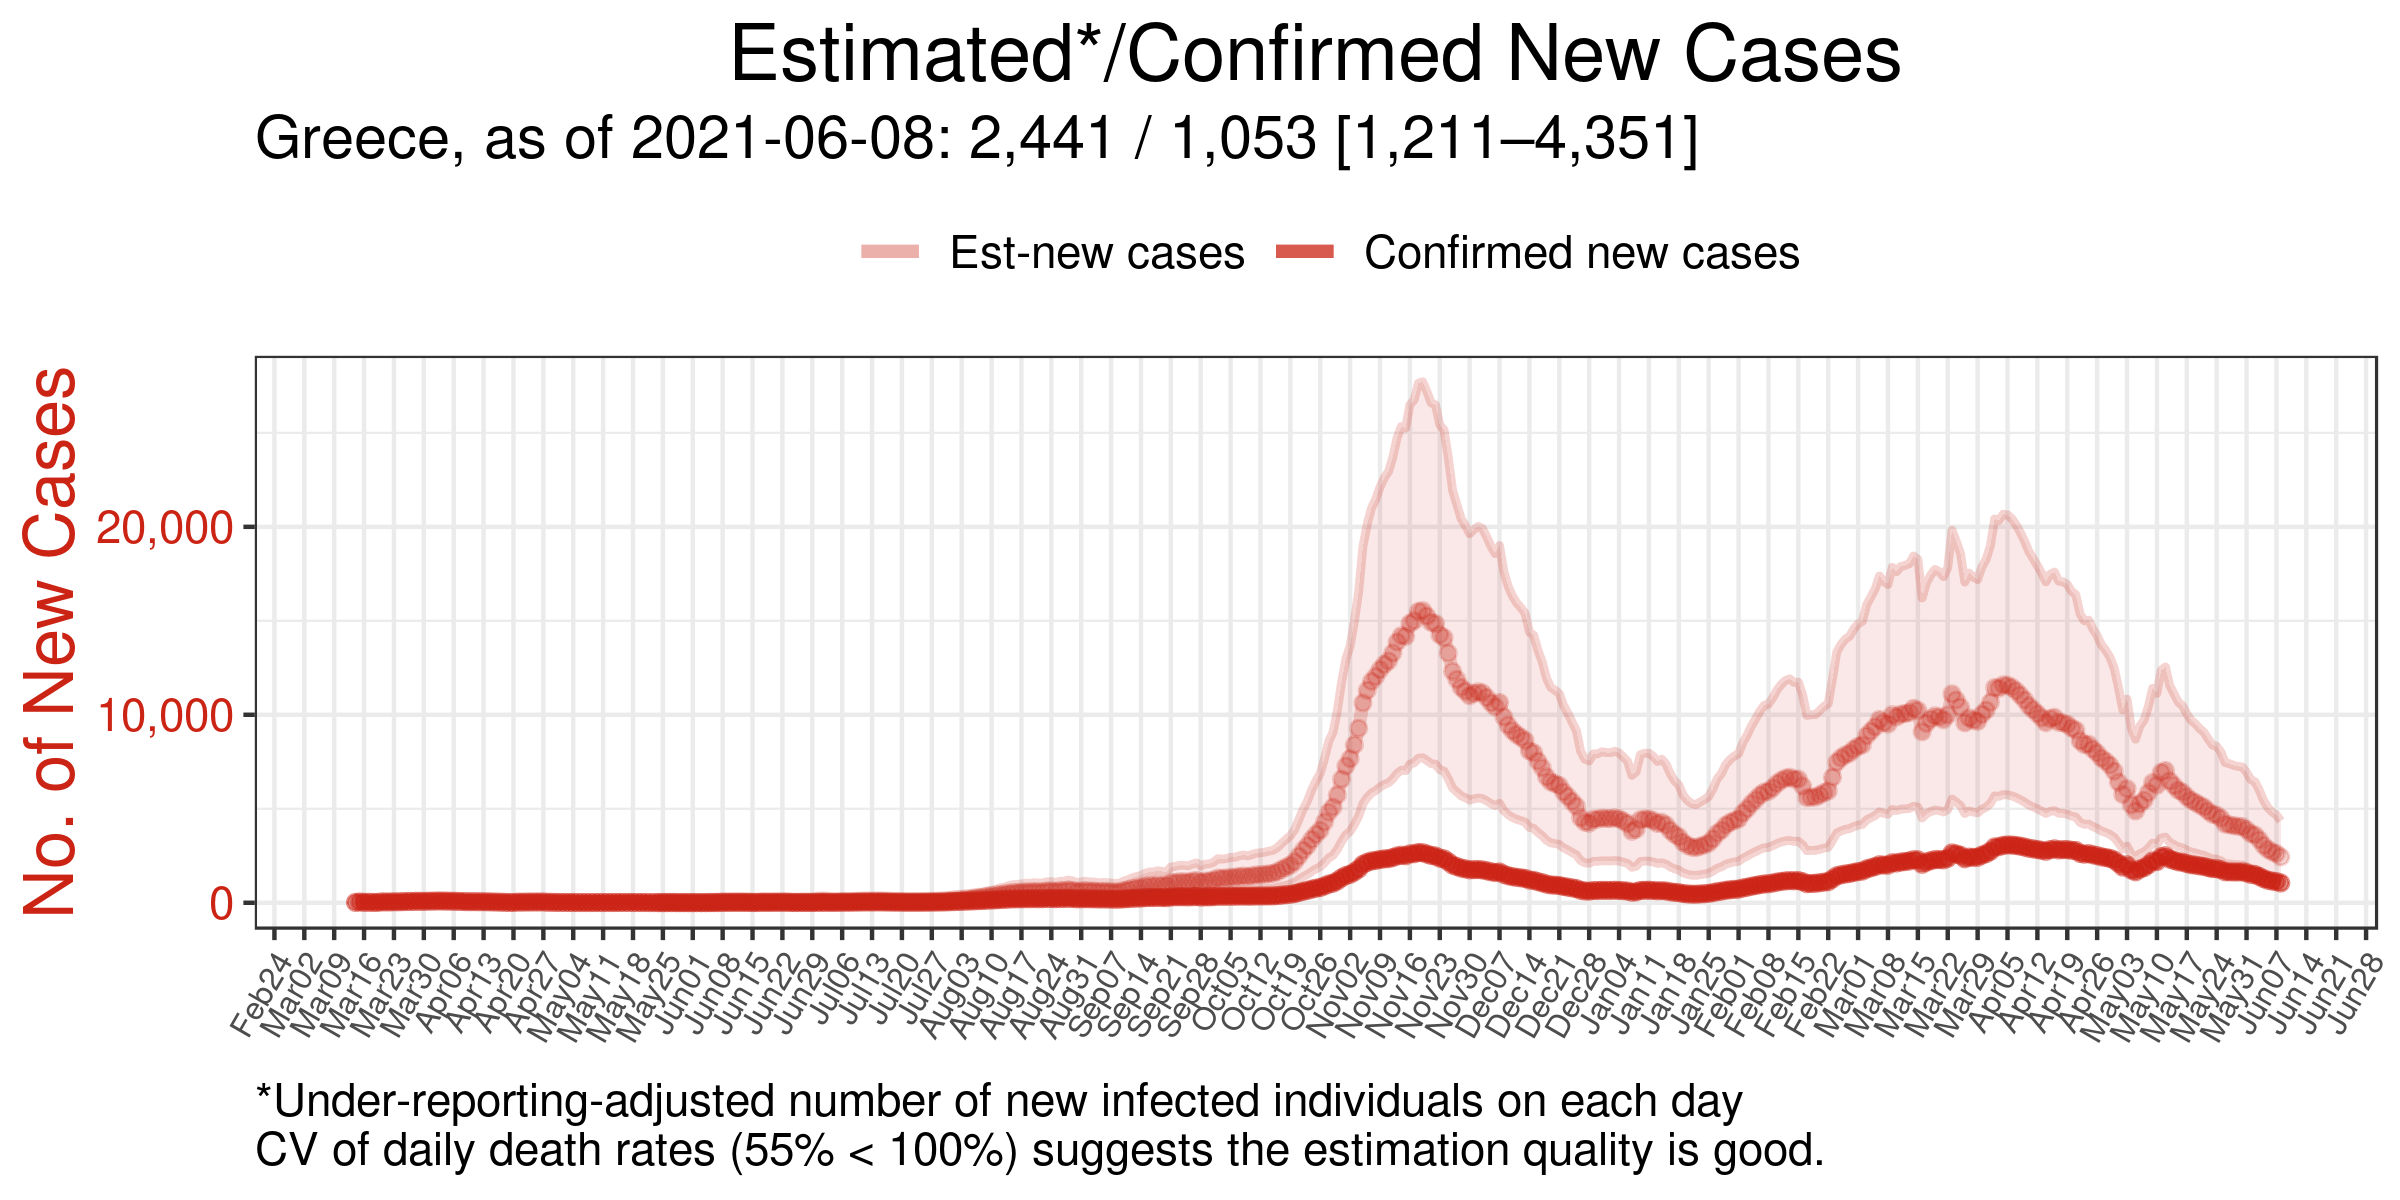 Estimated*/Confirmed New Cases
Greece, as of 2021-06-08: 2,441 / 1,053 [1,211–4,351]
Est-new cases Confirmed new cases
No. of New Cases
20,000
10,000
0
Feb24 Mar02 Mar09 Mar16 Mar23 Mar30 Apr06 Apr13 Apr20 Apr27 May04 May11 May18 May25 Jun01 Jun08 Jun15 Jun22 Jun29 Jul06 Jul13 Jul20 Jul27 Aug03 Aug10 Aug17 Aug24 Aug31 Sep07 Sep14 Sep21 Sep28 Oct05 Oct12 Oct19 Oct26 Nov02 Nov09 Nov16 Nov23 Nov30 Dec07 Dec14 Dec21 Dec28 Jan04 Jan11 Jan18 Jan25 Feb01 Feb08 Feb15 Feb22 Mar01 Mar08 Mar15 Mar22 Mar29 Apr05 Apr12 Apr19 Apr26 May03 May10 May17 May24 May31 Jun07 Jun14 Jun21 Jun28
*Under-reporting-adjusted number of new infected individuals on each day
CV of daily death rates (55% < 100%) suggests the estimation quality is good.